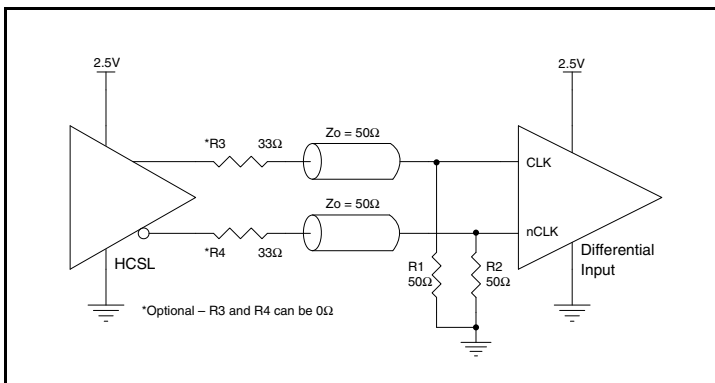 2.5V
2.5V
*R3 33Ω
Zo = 50Ω
CLK
Zo = 50Ω
*R4 33Ω
nCLK
HCSL
R1
50Ω
R2
50Ω
Differential
Input
*Optional – R3 and R4 can be 0Ω